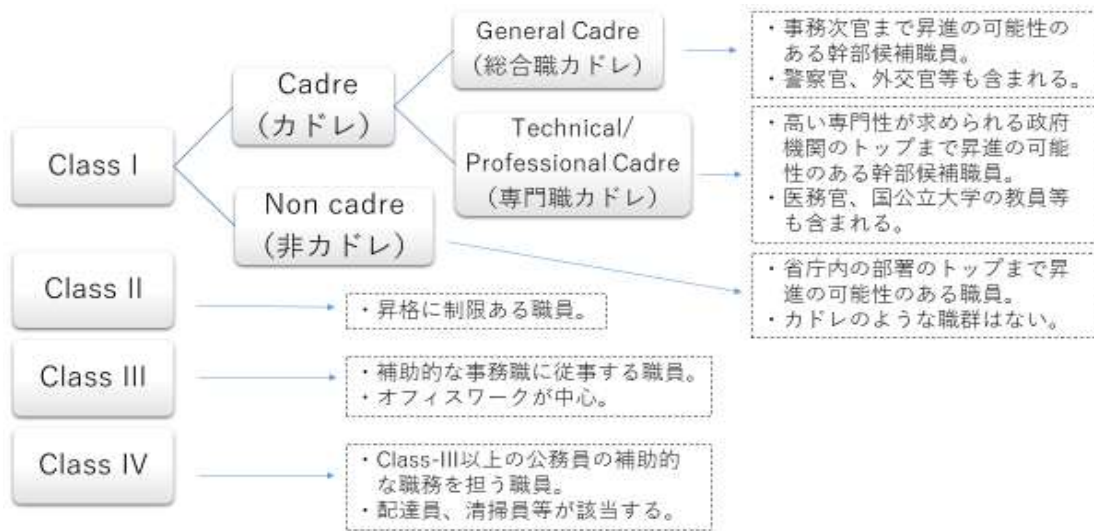 Class I
Cadre
（カドレ）
General Cadre
（総合職カドレ）
・事務次官まで昇進の可能性の
ある幹部候補職員。
・警察官、外交官等も含まれる。
Technical/
Professional Cadre
（専門職カドレ）
・高い専門性が求められる政府
機関のトップまで昇進の可能
性のある幹部候補職員。
・医務官、国公立大学の教員等
も含まれる。
Non cadre
（非カドレ）
・省庁内の部署のトップまで昇
進の可能性のある職員。
・カドレのような職群はない。
Class II
・昇格に制限ある職員。
Class III
・補助的な事務職に従事する職員。
・オフィスワークが中心。
Class IV
・Class-III以上の公務員の補助的
な職務を担う職員。
・配達員、清掃員等が該当する。